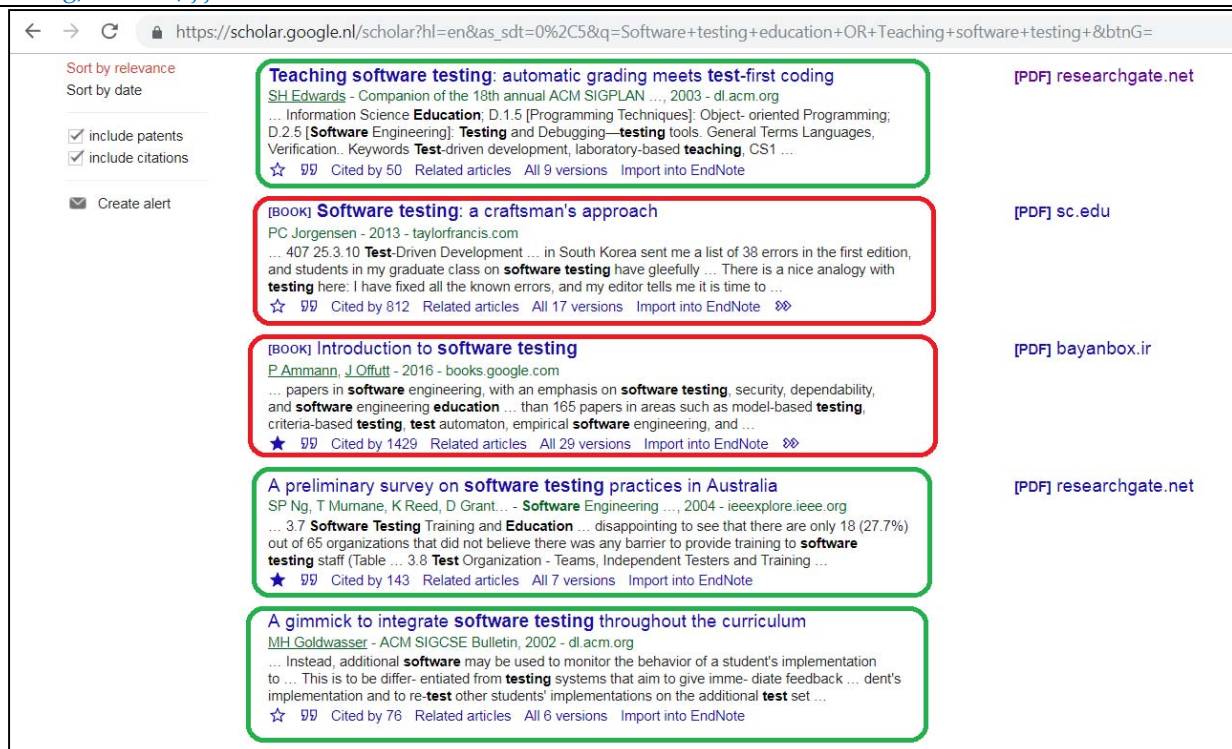 https://scholar.google.nl/scholar?hl=en&as_sdt=0%2C5&q=Software+testing+education+OR+Teaching+software+testing+&btnG=
Sort by relevance
Sort by date
include patents
include citations
Create alert
Teaching software testing: automatic grading meets test-first coding
[PDF] researchgate.net
SH Edwards - Companion of the 18th annual ACM SIGPLAN …, 2003 - dl.acm.org
… Information Science Education; D.1.5 [Programming Techniques]: Object- oriented Programming;
D.2.5 [Software Engineering]: Testing and Debugging—testing tools. General Terms Languages,
Verification.. Keywords Test-driven development, laboratory-based teaching, CS1 …
Cited by 50 Related articles All 9 versions Import into EndNote
[BOOK] Software testing: a craftsman's approach
[PDF] sc.edu
PC Jorgensen - 2013 - taylorfrancis.com
… 407 25.3.10 Test-Driven Development … in South Korea sent me a list of 38 errors in the first edition,
and students in my graduate class on software testing have gleefully … There is a nice analogy with
testing here: I have fixed all the known errors, and my editor tells me it is time to …
Cited by 812 Related articles All 17 versions Import into EndNote
[BOOK] Introduction to software testing
[PDF] bayanbox.ir
P Ammann, J Offutt - 2016 - books.google.com
… papers in software engineering, with an emphasis on software testing, security, dependability,
and software engineering education … than 165 papers in areas such as model-based testing,
criteria-based testing, test automaton, empirical software engineering, and …
Cited by 1429 Related articles All 29 versions Import into EndNote
A preliminary survey on software testing practices in Australia
[PDF] researchgate.net
SP Ng, T Murnane, K Reed, D Grant… - Software Engineering …, 2004 - ieeexplore.ieee.org
… 3.7 Software Testing Training and Education … disappointing to see that there are only 18 (27.7%)
out of 65 organizations that did not believe there was any barrier to provide training to software
testing staff (Table … 3.8 Test Organization - Teams, Independent Testers and Training …
Cited by 143 Related articles All 7 versions Import into EndNote
A gimmick to integrate software testing throughout the curriculum
MH Goldwasser - ACM SIGCSE Bulletin, 2002 - dl.acm.org
… Instead, additional software may be used to monitor the behavior of a student's implementation
to … This is to be differ- entiated from testing systems that aim to give imme- diate feedback … dent's
implementation and to re-test other students' implementations on the additional test set …
Cited by 76 Related articles All 6 versions Import into EndNote